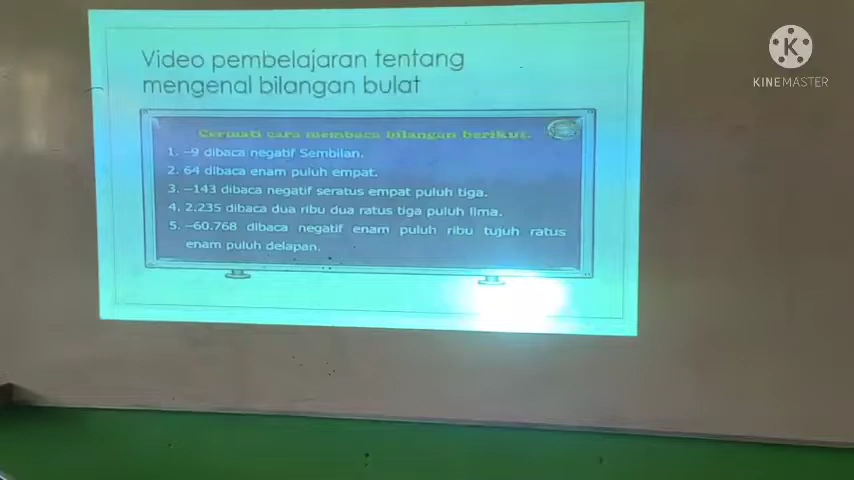 Video pembelajaran tentang
mengenal bilangan bulat
Cermati cara membaca bilangan berikut.
1. –9 dibaca negatif Sembilan.
2. 64 dibaca enam puluh empat.
3. –143 dibaca negatif seratus empat puluh tiga.
4. 2.235 dibaca dua ribu dua ratus tiga puluh lima.
5. –60.768 dibaca negatif enam puluh ribu tujuh ratus
enam puluh delapan.
K
KINEMASTER